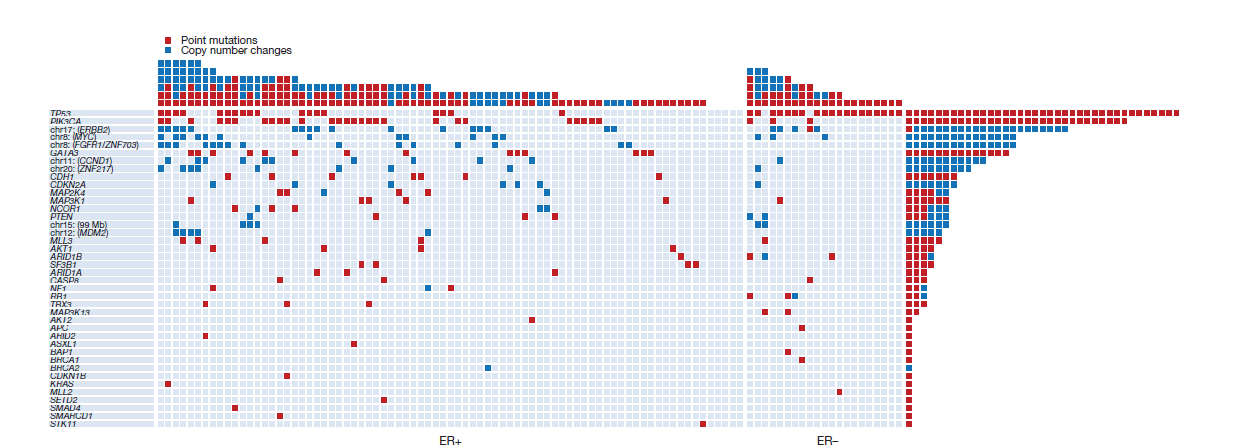 Point mutations
Copy number changes
TP53
PIK3CA
chr17: (ERBB2)
chr8: (MYC)
chr8: (FGFR1/ZNF703)
GATA3
chr11: (CCND1)
chr20: (ZNF217)
CDH1
CDKN2A
MAP2K4
MAP3K1
NCOR1
PTEN
chr15: (99 Mb)
chr12: (MDM2)
MLL3
AKT1
ARID1B
SF3B1
ARID1A
CASP8
NF1
RB1
TBX3
MAP3K13
AKT2
APC
ARID2
ASXL1
BAP1
BRCA1
BRCA2
CDKN1B
KRAS
MLL2
SETD2
SMAD4
SMARCD1
STK11
ER+
ER−